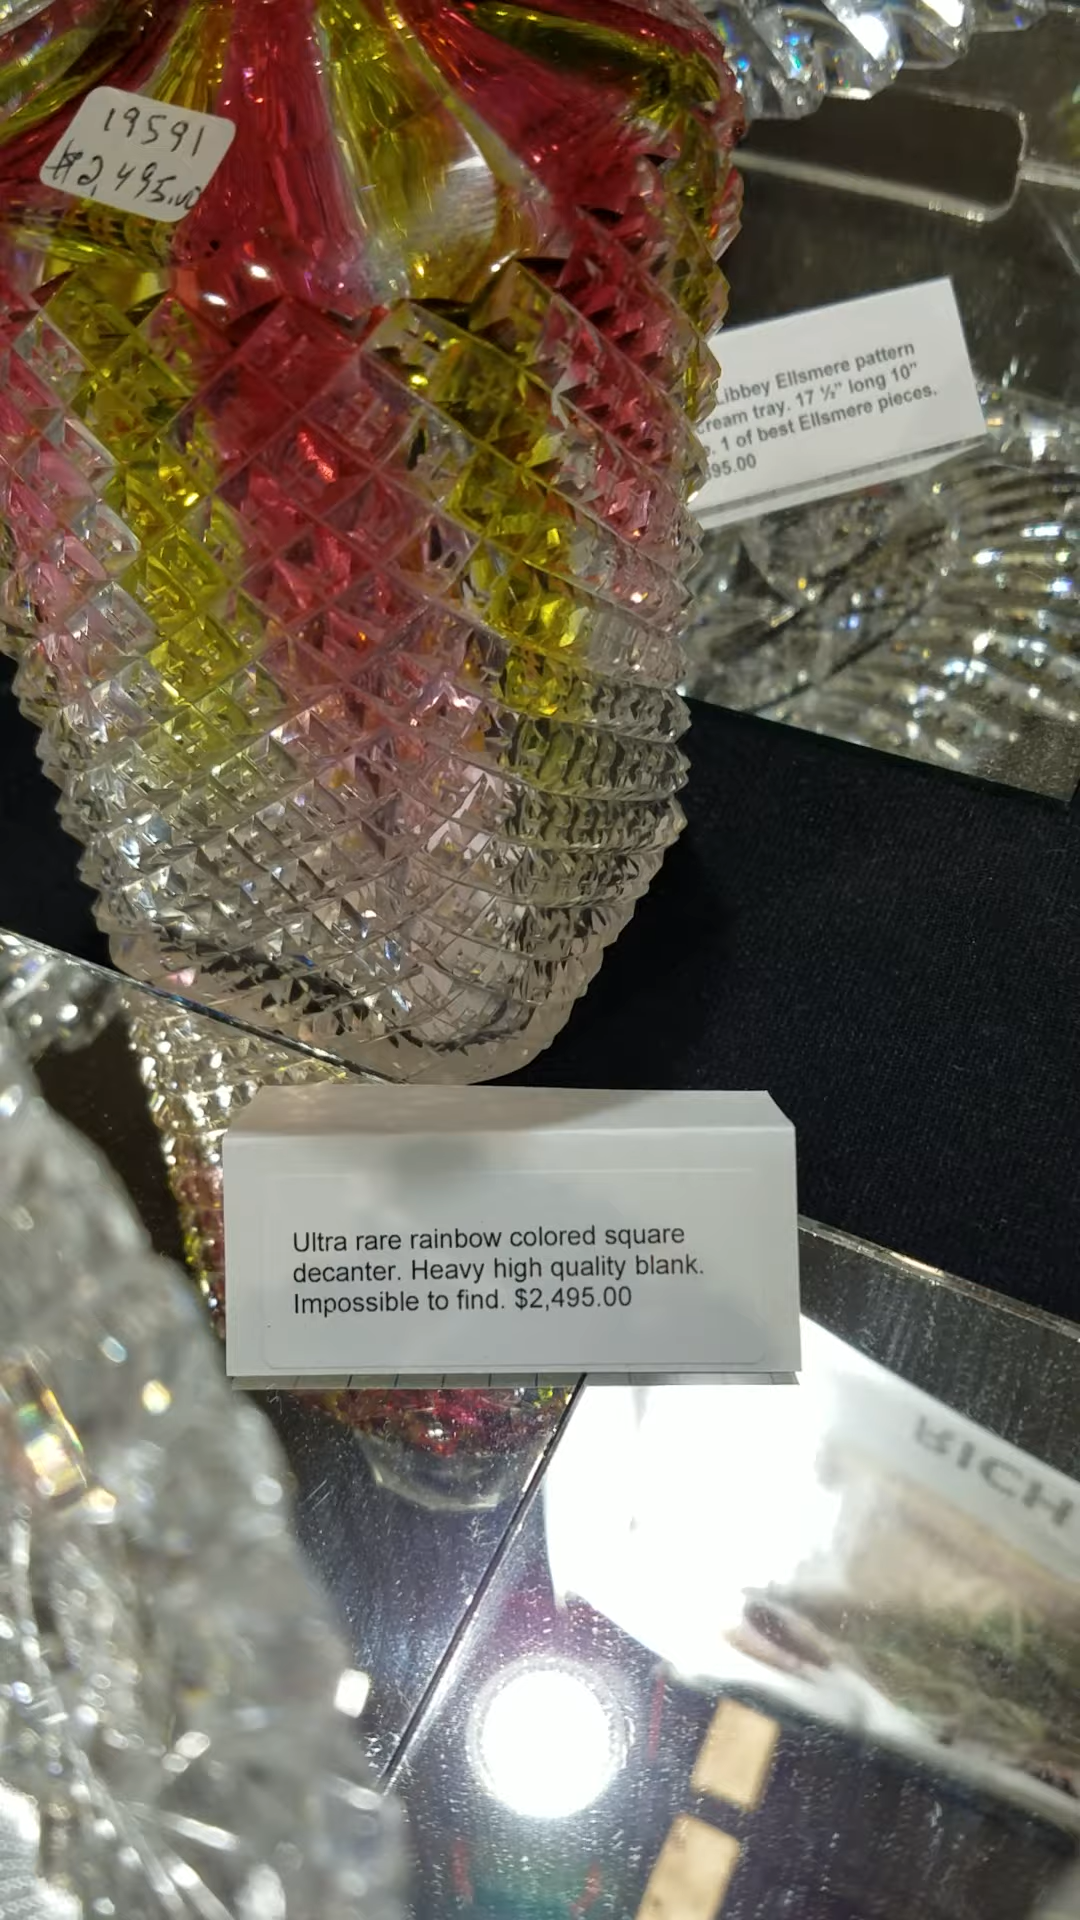 19591
$2,495.00
Libbey Ellsmere pattern
cream tray. 17 ½" long 10"
. 1 of best Ellsmere pieces.
95.00
Ultra rare rainbow colored square
decanter. Heavy high quality blank.
Impossible to find. $2,495.00
RICH